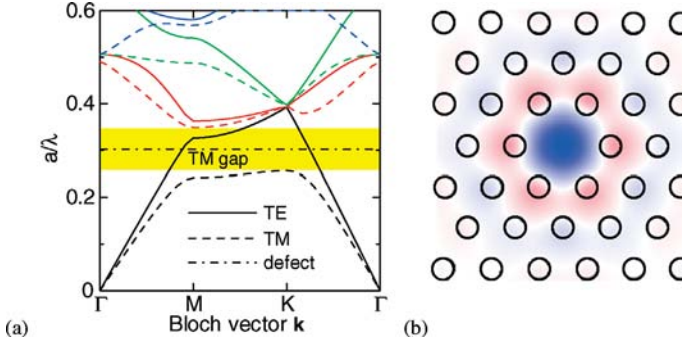 0.6
0.4
0.2
0
a/λ
TM gap
TE
TM
defect
Γ M K Γ
Bloch vector k
(a)
(b)